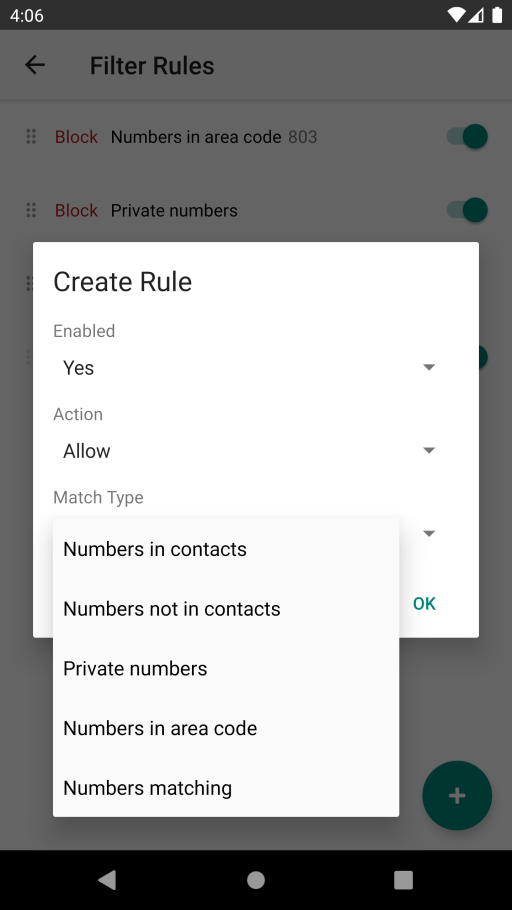 4:06
Filter Rules
Block Numbers in area code 803
Block Private numbers
Create Rule
Enabled
Yes
Action
Allow
Match Type
Numbers in contacts
Numbers not in contacts
OK
Private numbers
Numbers in area code
Numbers matching